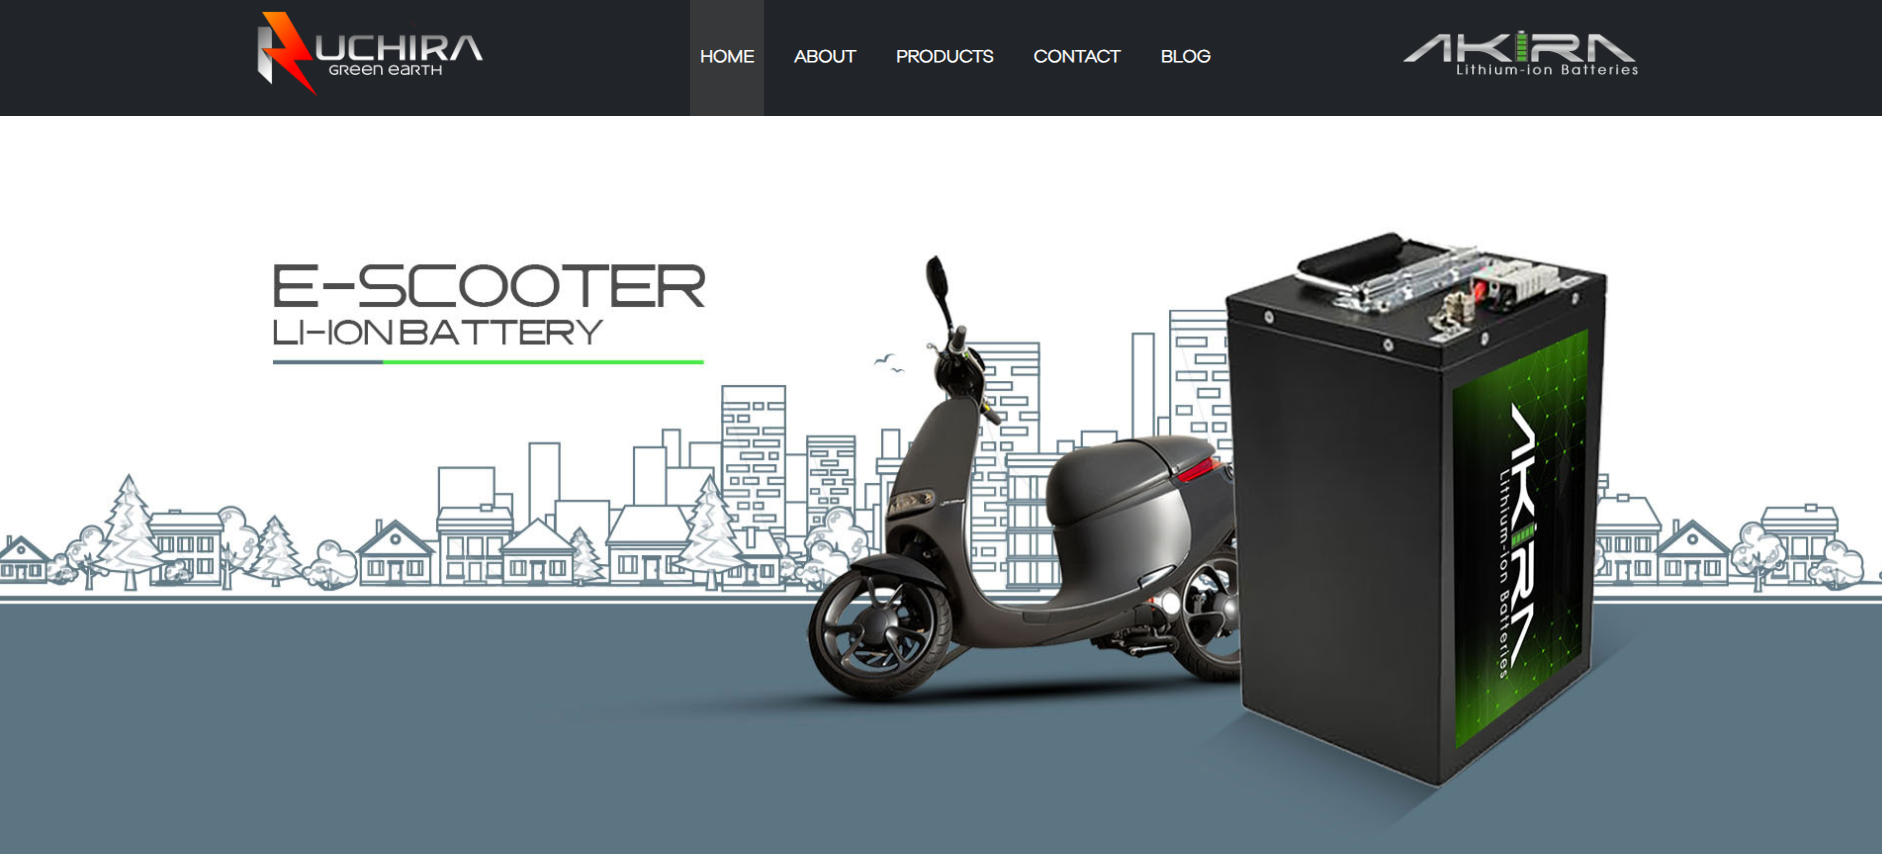 RUCHIRA
Green earth
HOME
ABOUT
PRODUCTS
CONTACT
BLOG
AKIRA
Lithium-ion Batteries
E-SCOOTER
LI-ION BATTERY
AKIRA
Lithium-ion Batteries